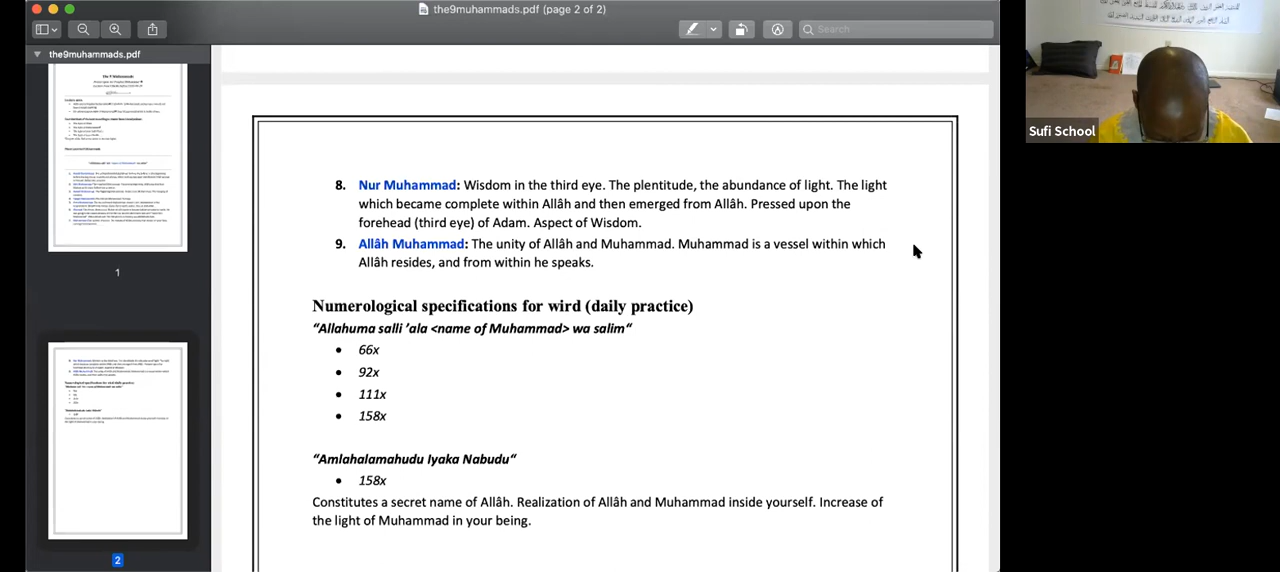 the9muhammads.pdf (page 2 of 2)
Search
the9muhammads.pdf
1
2
8. Nur Muhammad: Wisdom of the third eye. The plentitude, the abundance of light. The light
which became complete with Allâh then emerged from Allâh. Pressed upon the
forehead (third eye) of Adam. Aspect of Wisdom.
9. Allâh Muhammad: The unity of Allâh and Muhammad. Muhammad is a vessel within which
Allâh resides, and from within he speaks.
Numerological specifications for wird (daily practice)
“Allahuma salli ’ala <name of Muhammad> wa salim“
• 66x
• 92x
• 111x
• 158x
“Amlahalamahudu Iyaka Nabudu“
• 158x
Constitutes a secret name of Allâh. Realization of Allâh and Muhammad inside yourself. Increase of
the light of Muhammad in your being.
Sufi School